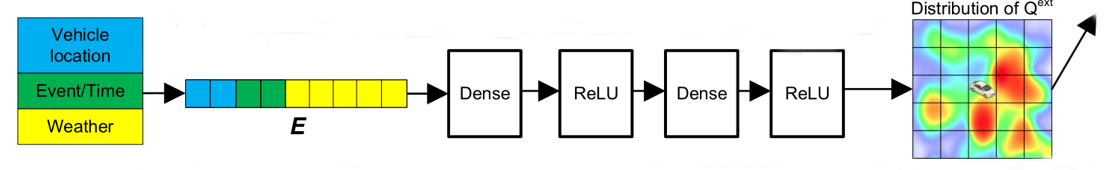 Distribution of Q^ext
Vehicle
location
Event/Time
Weather
E
Dense
ReLU
Dense
ReLU